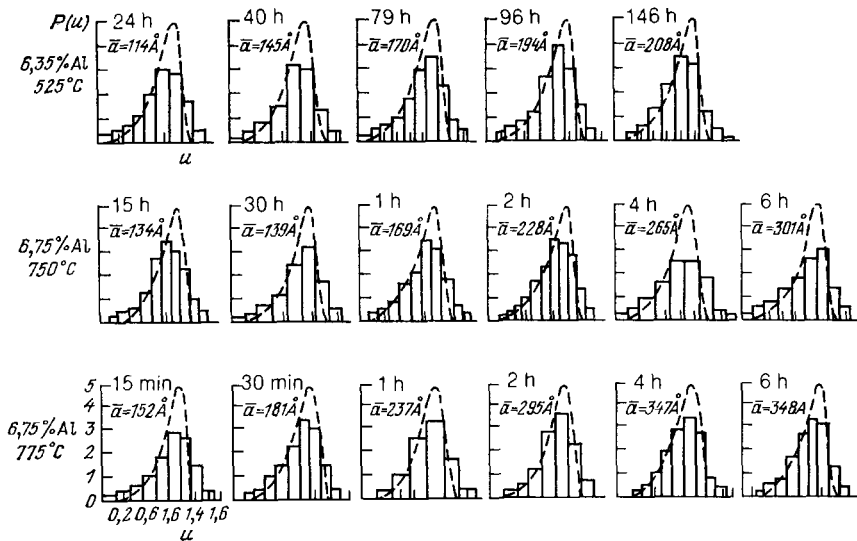 P(u) 24 h 40 h 79 h 96 h 146 h
ā=114Å ā=145Å ā=170Å ā=194Å ā=208Å
6,35%Al
525°C
u
15 h 30 h 1 h 2 h 4 h 6 h
ā=134Å ā=139Å ā=169Å ā=228Å ā=265Å ā=301Å
6,75%Al
750°C
5 15 min 30 min 1 h 2 h 4 h 6 h
4 ā=152Å ā=181Å ā=237Å ā=295Å ā=347Å ā=348A
6,75%Al
775°C
3
2
1
0
0,2 0,6 1,6 1,4 1,6
u